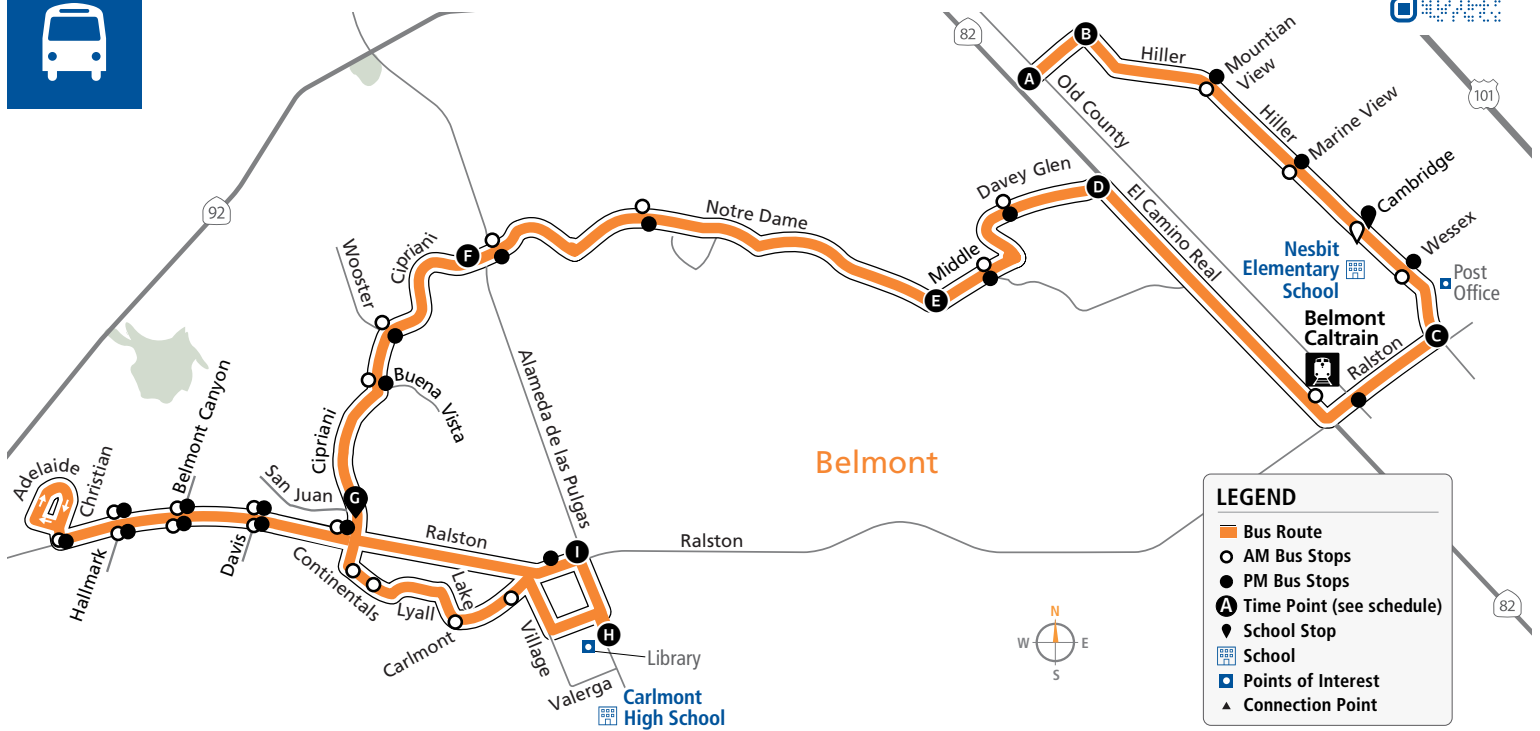 82
A
B
Hiller
Mountian
View
101
Old County
Hiller
Marine View
Cambridge
Wessex
Nesbit
Elementary
School
Post
Office
Belmont
Caltrain
C
Ralston
Davey Glen
D
El Camino Real
Middle
E
Notre Dame
92
F
Cipriani
Wooster
Alameda de las Pulgas
Buena Vista
Cipriani
Belmont Canyon
San Juan
G
Adelaide
Christian
Hallmark
Davis
Continentals
Ralston
Lyall
Lake
Carlmont
Village
I
H
Ralston
Library
Valerga
Carlmont
High School
Belmont
N
W
E
S
82
LEGEND
Bus Route
AM Bus Stops
PM Bus Stops
A Time Point (see schedule)
School Stop
School
Points of Interest
Connection Point